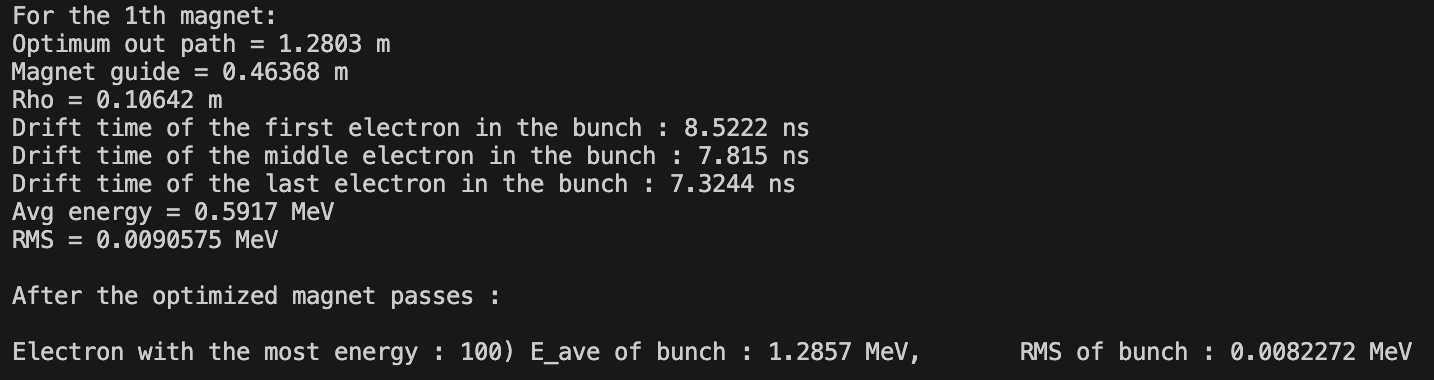 For the 1th magnet:
Optimum out path = 1.2803 m
Magnet guide = 0.46368 m
Rho = 0.10642 m
Drift time of the first electron in the bunch : 8.5222 ns
Drift time of the middle electron in the bunch : 7.815 ns
Drift time of the last electron in the bunch : 7.3244 ns
Avg energy = 0.5917 MeV
RMS = 0.0090575 MeV
After the optimized magnet passes :
Electron with the most energy : 100) E_ave of bunch : 1.2857 MeV,      RMS of bunch : 0.0082272 MeV